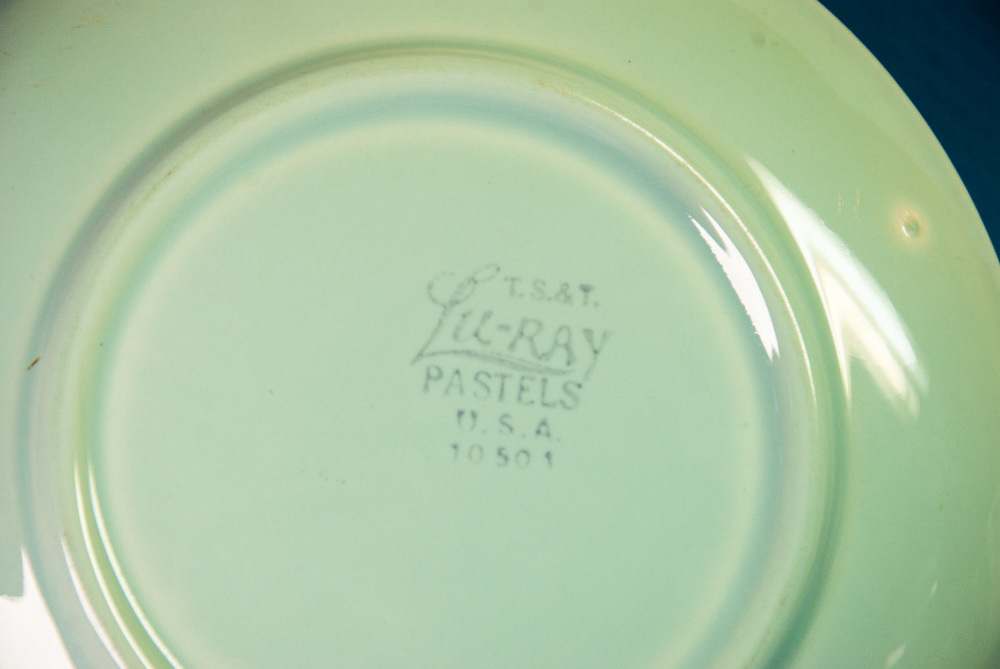 T.S.&T.
Lu-RAY
PASTELS
U.S.A.
10501